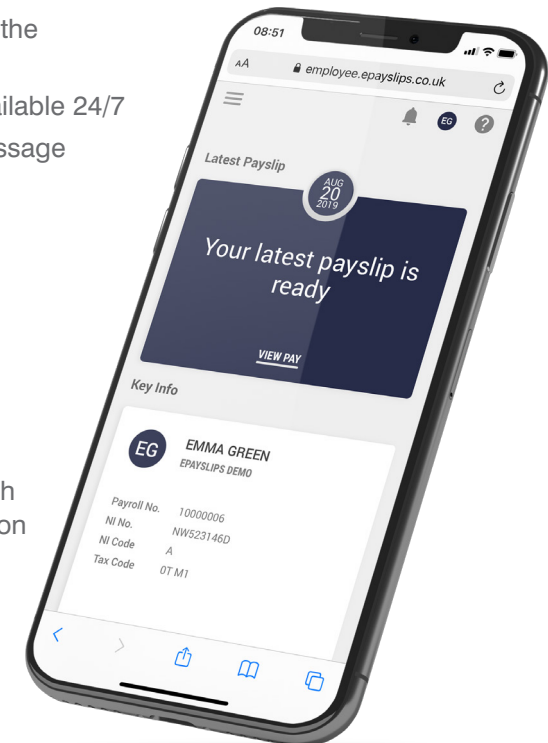 the
ilable 24/7
ssage
h
on
08:51
AA employee.epayslips.co.uk
EG ?
Latest Payslip
AUG
20
2019
Your latest payslip is
ready
VIEW PAY
Key Info
EG EMMA GREEN
EPAYSLIPS DEMO
Payroll No. 10000006
NI No. NW523146D
NI Code A
Tax Code 0T M1